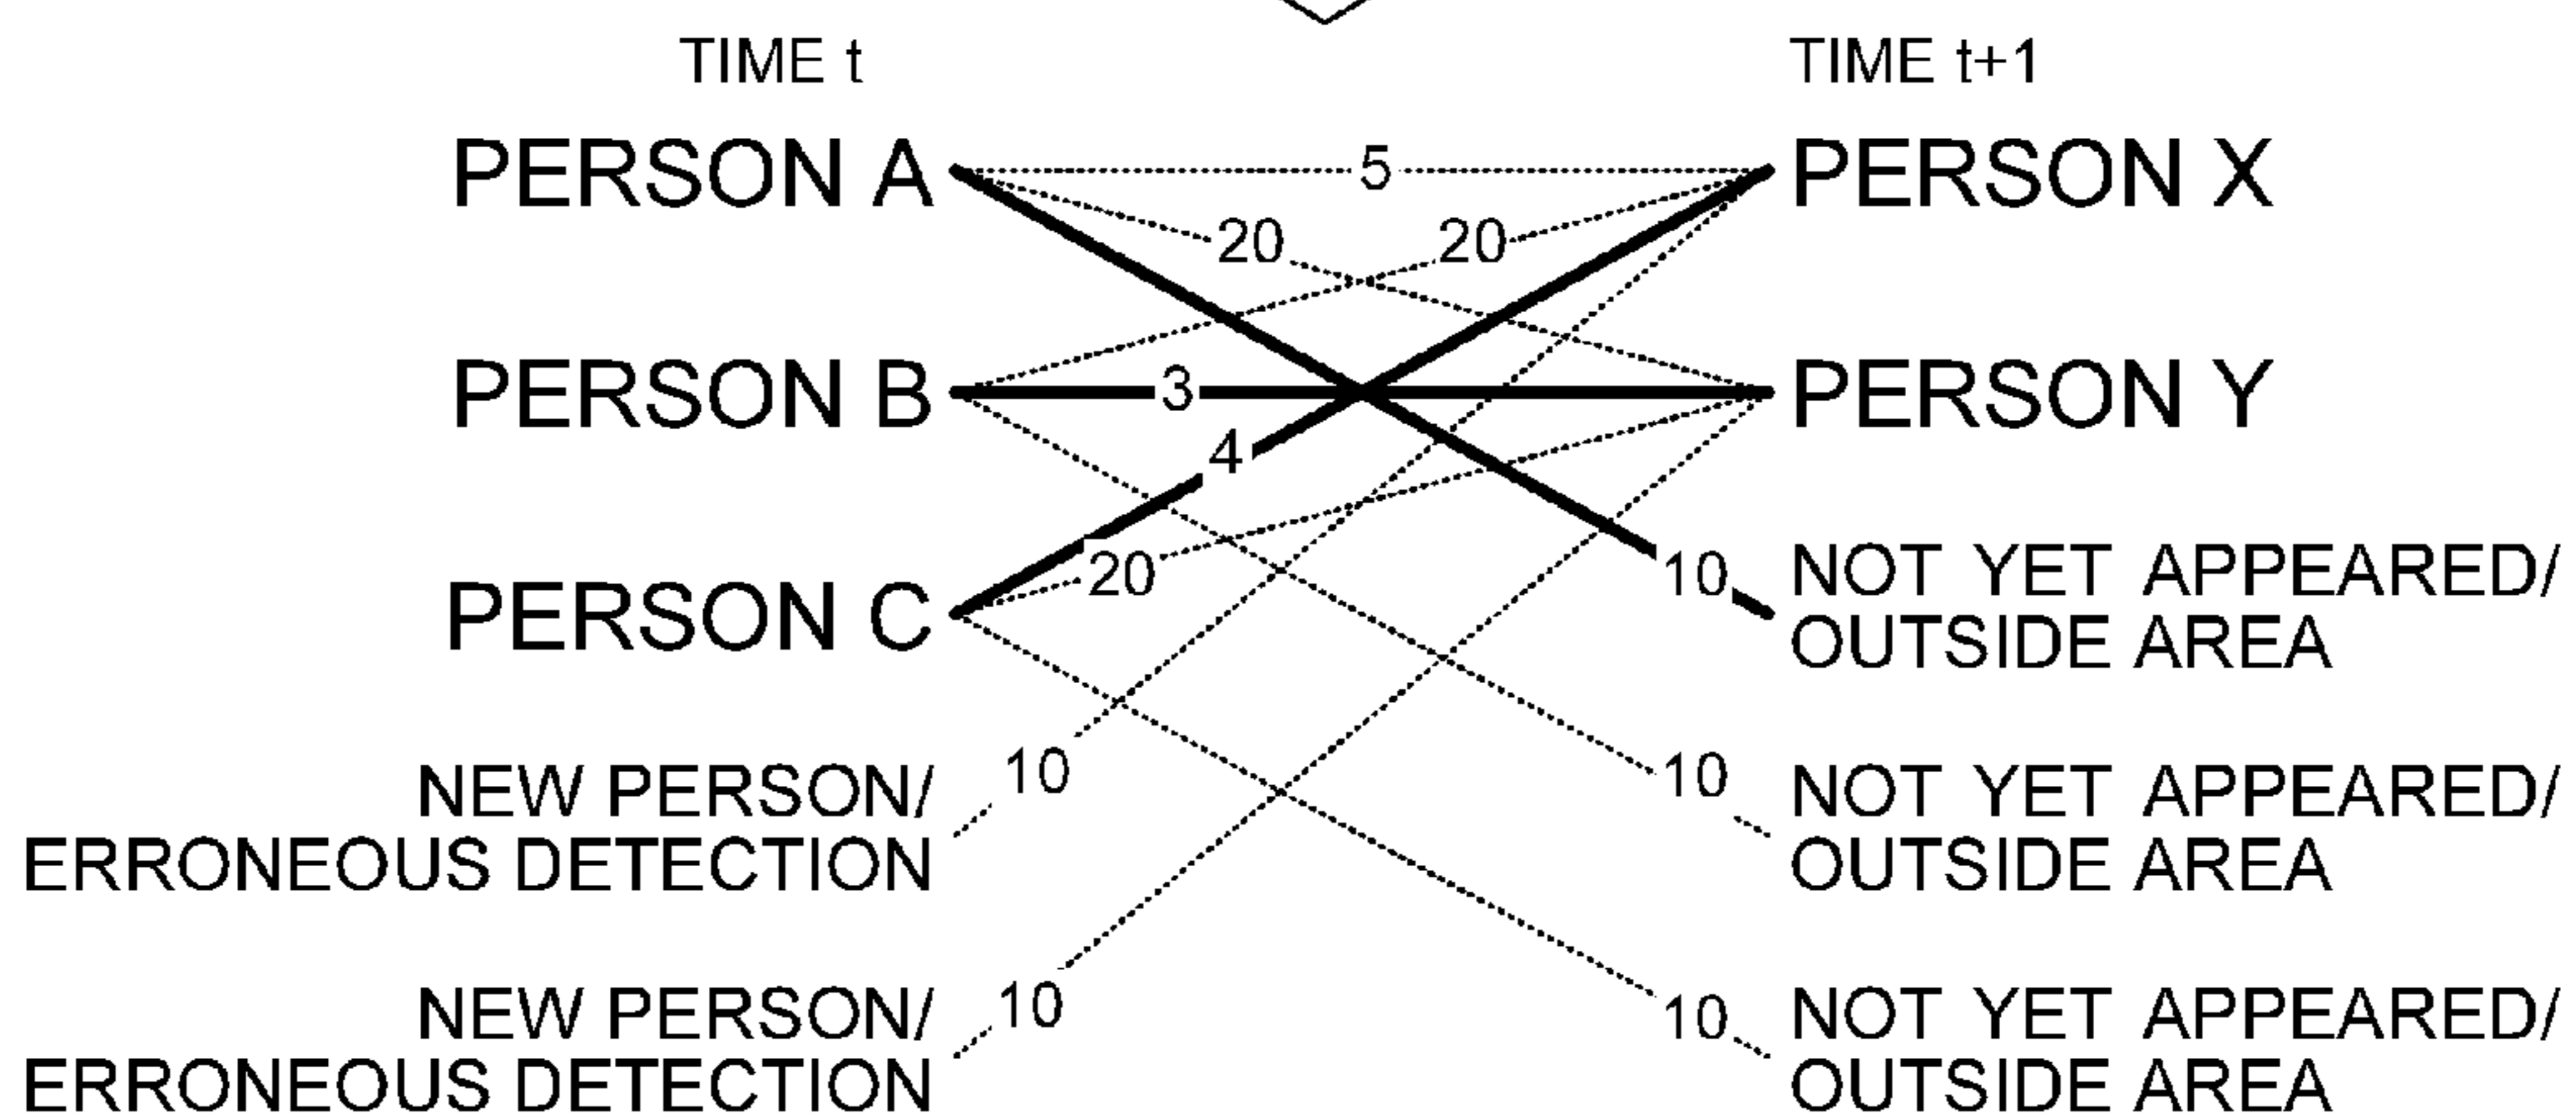 TIME t TIME t+1
PERSON A 5 PERSON X
20 20
PERSON B 3 PERSON Y
4
PERSON C 20 10 NOT YET APPEARED/
OUTSIDE AREA
NEW PERSON/ 10 10 NOT YET APPEARED/
ERRONEOUS DETECTION OUTSIDE AREA
NEW PERSON/ 10 10 NOT YET APPEARED/
ERRONEOUS DETECTION OUTSIDE AREA